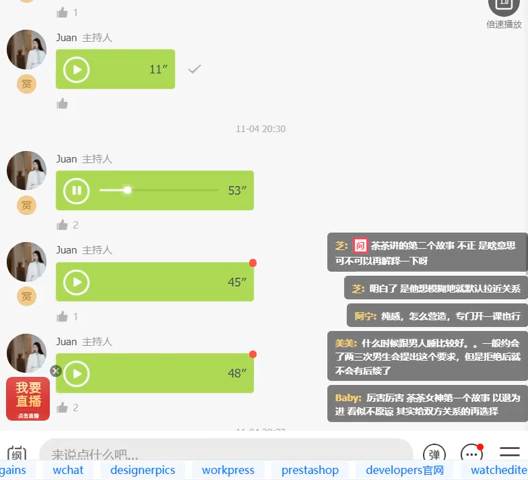 1
倍速播放
Juan 主持人
11″
赏
11-04 20:30
Juan 主持人
53″
赏
2
芝: 问 茶茶讲的第二个故事 不正 是啥意思
可不可以再解释一下呀
Juan 主持人
45″
赏
芝: 明白了 是他想模糊地就默认拉近关系
阿宁: 纯感,怎么营造,专门开一课也行
1
Juan 主持人
美美: 什么时候跟男人睡比较好。。一般约会
了两三次男生会提出这个要求,但是拒绝后就
不会有后续了
48″
我要
直播
点击直播
2
Baby: 厉害厉害 茶茶女神第一个故事 以退为
进 看似不原谅 其实给双方关系的再选择
来说点什么吧...
弹
gains wchat designerpics workpress prestashop developers官网 watchedite